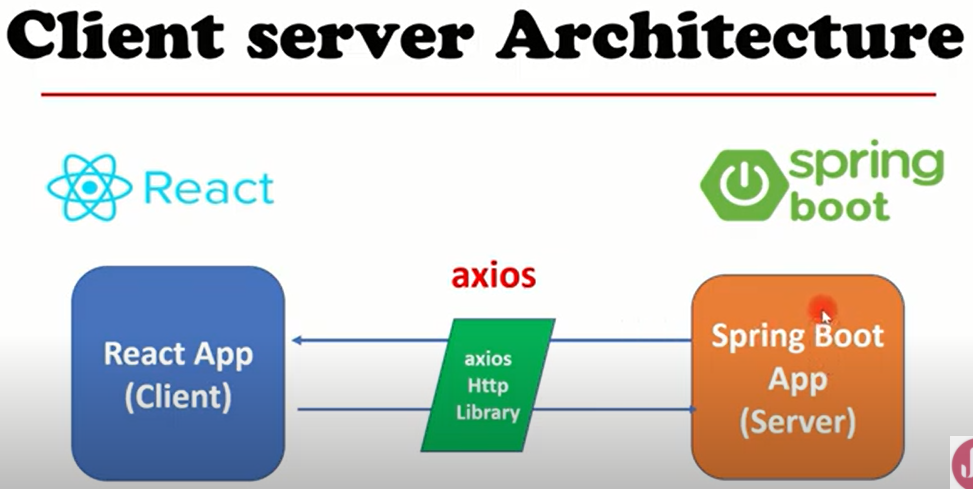 Client server Architecture
React
spring
boot
axios
React App
(Client)
axios
Http
Library
Spring Boot
App
(Server)